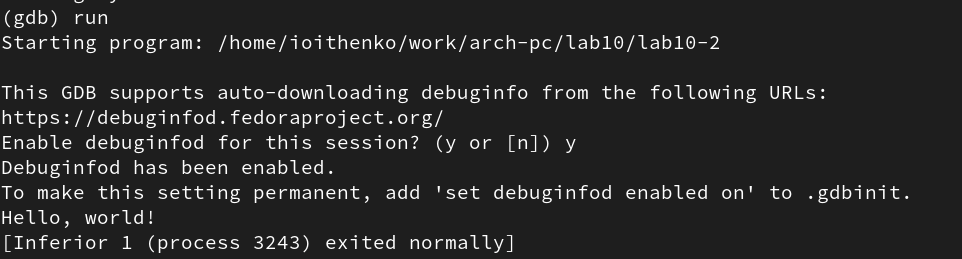 (gdb) run
Starting program: /home/ioithenko/work/arch-pc/lab10/lab10-2

This GDB supports auto-downloading debuginfo from the following URLs:
https://debuginfod.fedoraproject.org/
Enable debuginfod for this session? (y or [n]) y
Debuginfod has been enabled.
To make this setting permanent, add 'set debuginfod enabled on' to .gdbinit.
Hello, world!
[Inferior 1 (process 3243) exited normally]